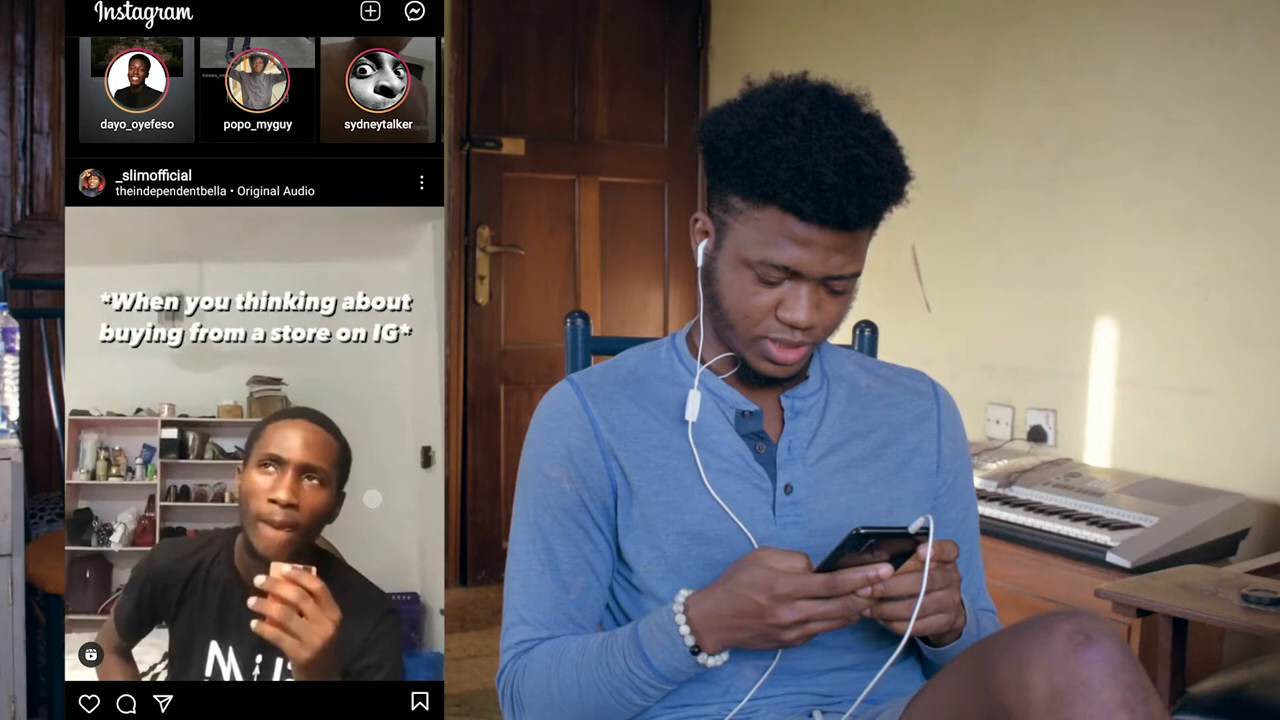 Instagram
dayo_oyefeso
popo_myguy
sydneytalker
_slimofficial
theindependentbella • Original Audio
*When you thinking about
buying from a store on IG*